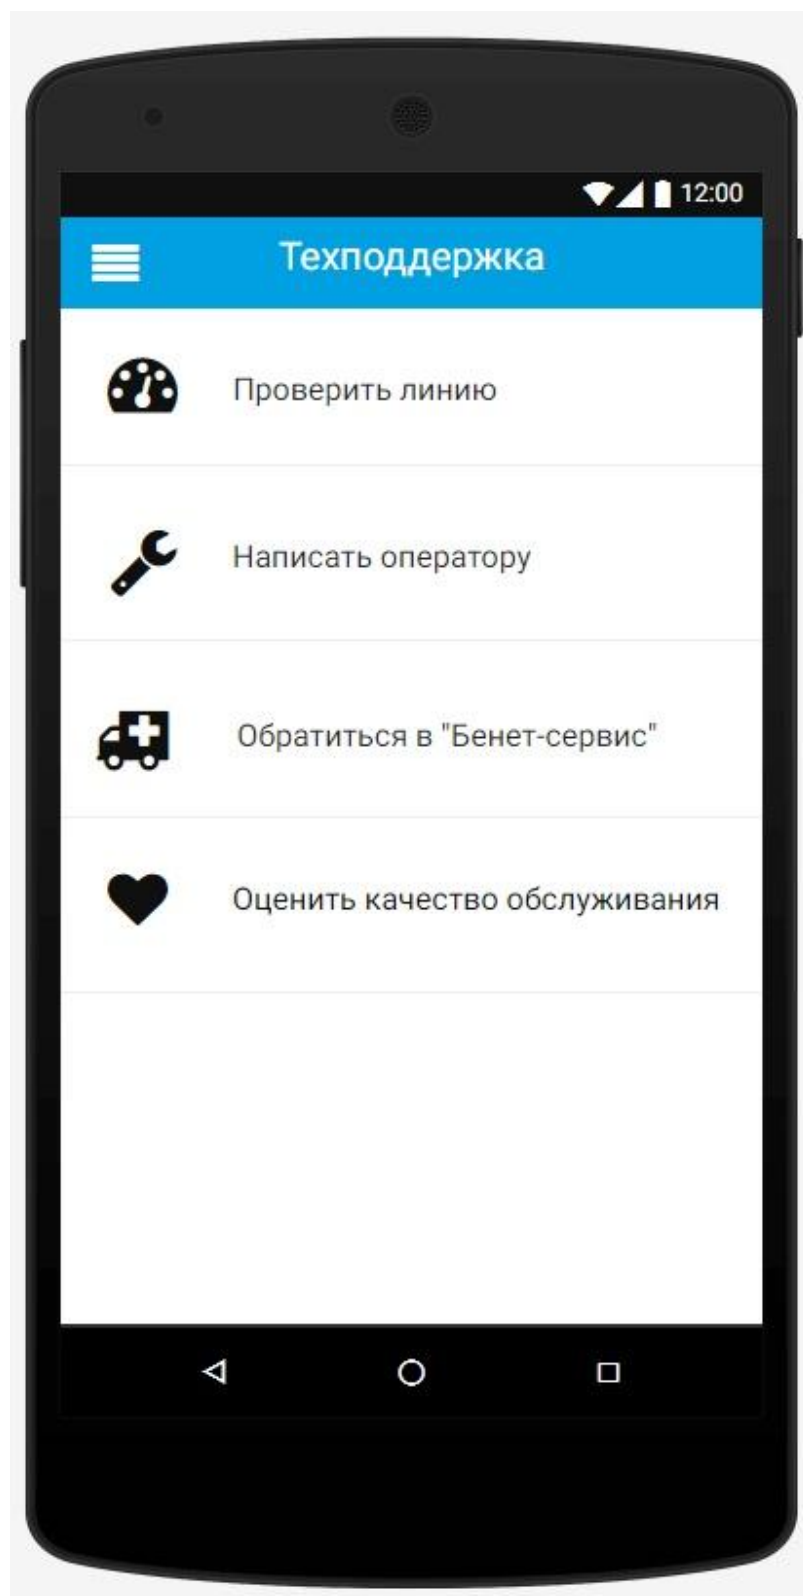 12:00
Техподдержка
Проверить линию
Написать оператору
Обратиться в "Бенет-сервис"
Оценить качество обслуживания